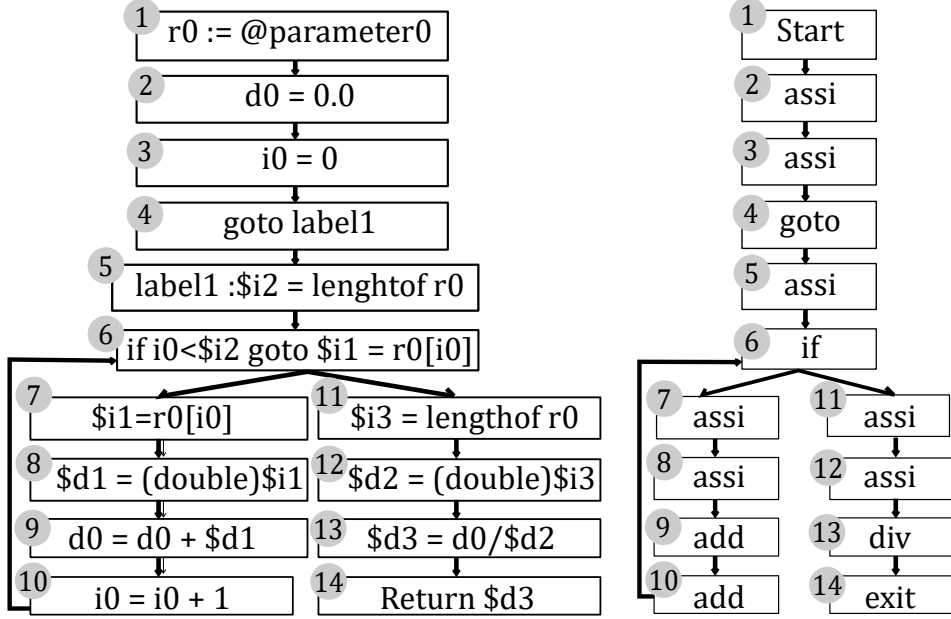 1
r0 := @parameter0
2
d0 = 0.0
3
i0 = 0
4
goto label1
5
label1 :$i2 = lenghtof r0
6
if i0<$i2 goto $i1 = r0[i0]
7
$i1=r0[i0]
8
$d1 = (double)$i1
9
d0 = d0 + $d1
10
i0 = i0 + 1
11
$i3 = lengthof r0
12
$d2 = (double)$i3
13
$d3 = d0/$d2
14
Return $d3
1
Start
2
assi
3
assi
4
goto
5
assi
6
if
7
assi
8
assi
9
add
10
add
11
assi
12
assi
13
div
14
exit